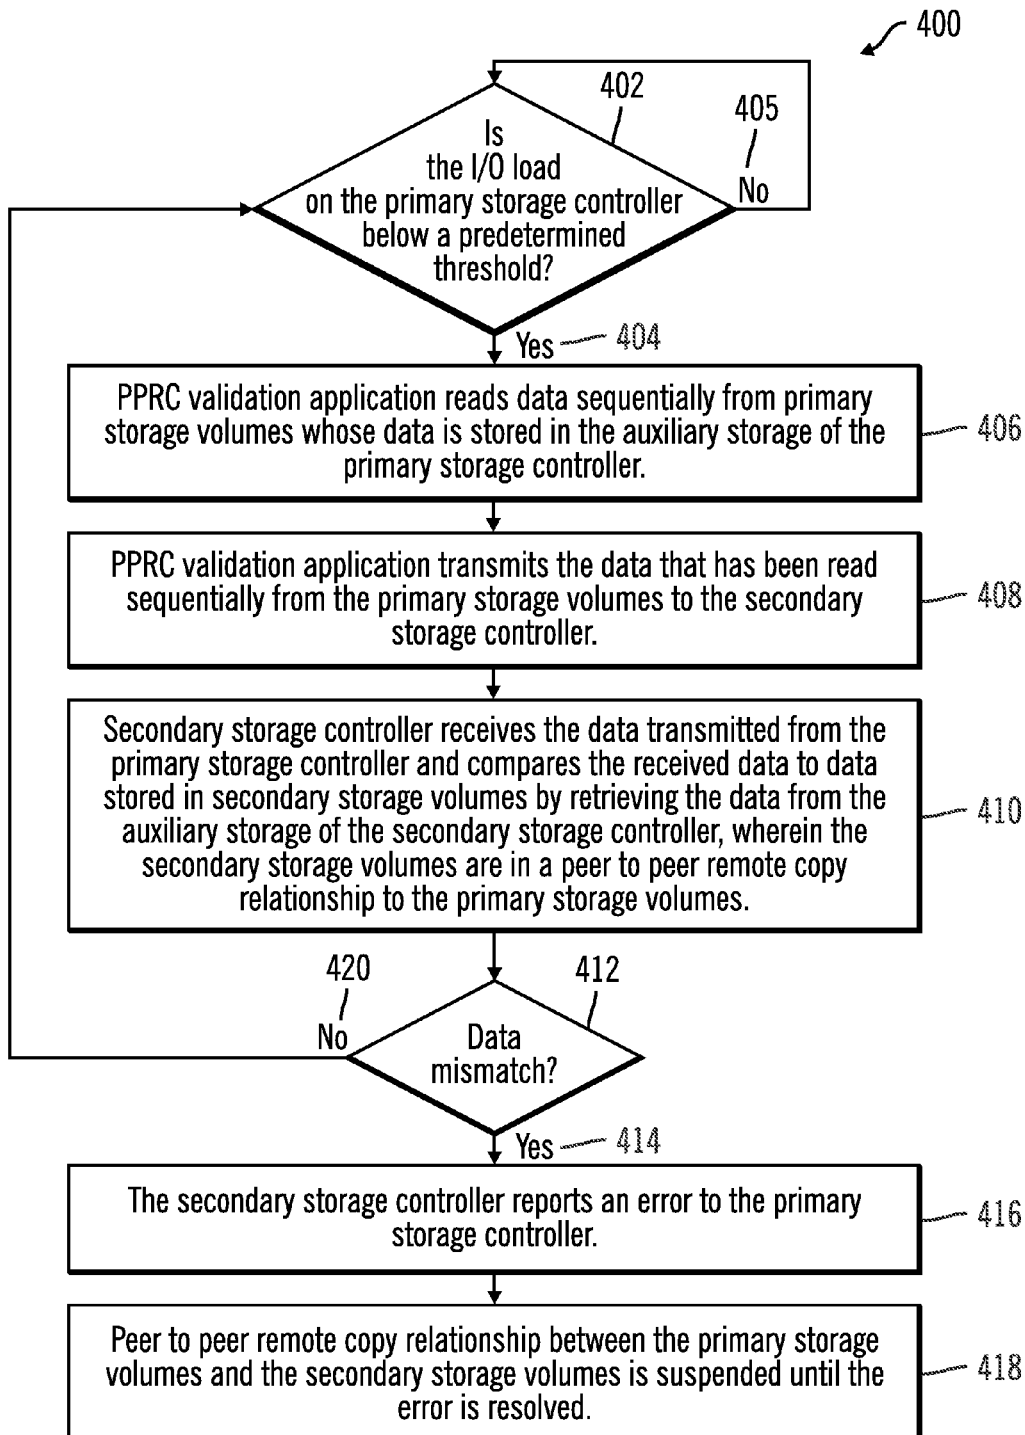 400
402
405
Is
the I/O load
on the primary storage controller
below a predetermined
threshold?
No
Yes
404
PPRC validation application reads data sequentially from primary
storage volumes whose data is stored in the auxiliary storage of the
primary storage controller.
406
PPRC validation application transmits the data that has been read
sequentially from the primary storage volumes to the secondary
storage controller.
408
Secondary storage controller receives the data transmitted from the
primary storage controller and compares the received data to data
stored in secondary storage volumes by retrieving the data from the
auxiliary storage of the secondary storage controller, wherein the
secondary storage volumes are in a peer to peer remote copy
relationship to the primary storage volumes.
410
420
412
No
Data
mismatch?
Yes
414
The secondary storage controller reports an error to the primary
storage controller.
416
Peer to peer remote copy relationship between the primary storage
volumes and the secondary storage volumes is suspended until the
error is resolved.
418